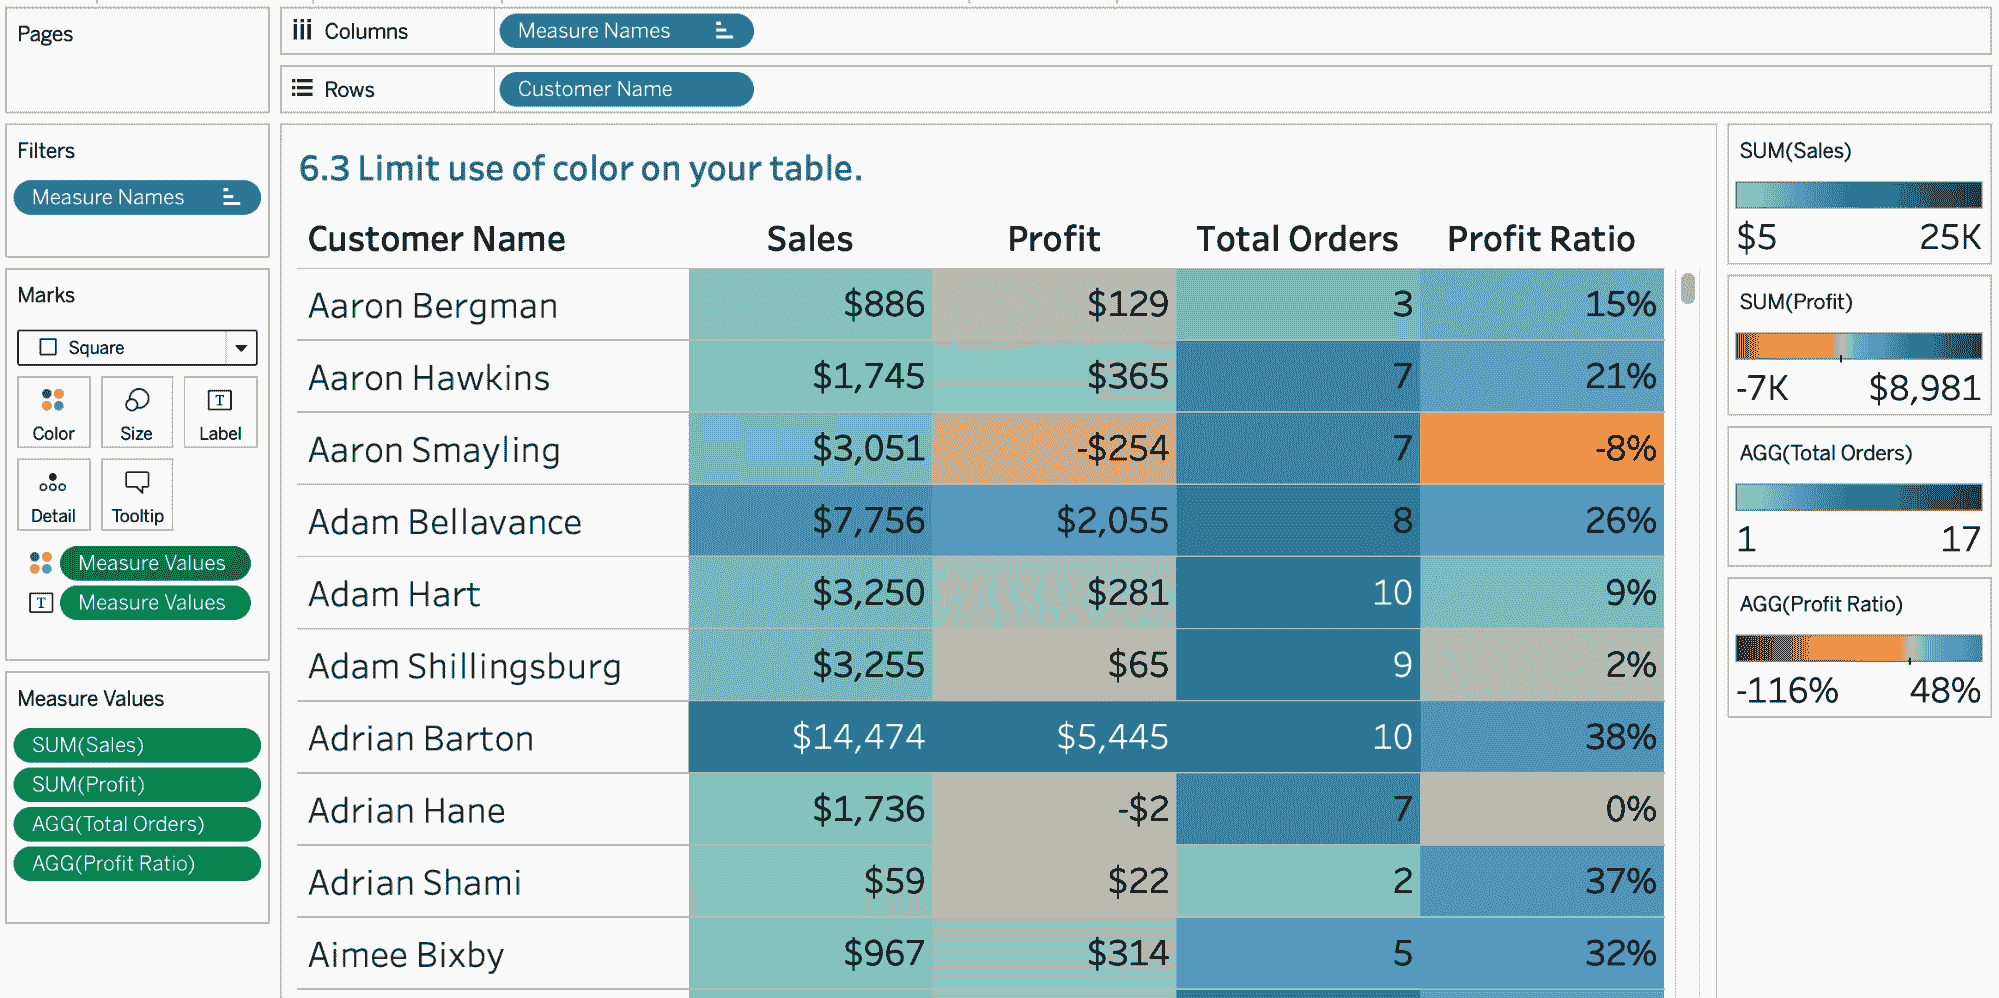 Pages
Columns
Measure Names
Rows
Customer Name
Filters
Measure Names
Marks
Square
Color
Size
T
Label
Detail
Tooltip
Measure Values
T
Measure Values
Measure Values
SUM(Sales)
SUM(Profit)
AGG(Total Orders)
AGG(Profit Ratio)
6.3 Limit use of color on your table.
Customer Name Sales Profit Total Orders Profit Ratio
Aaron Bergman $886 $129 3 15%
Aaron Hawkins $1,745 $365 7 21%
Aaron Smayling $3,051 -$254 7 -8%
Adam Bellavance $7,756 $2,055 8 26%
Adam Hart $3,250 $281 10 9%
Adam Shillingsburg $3,255 $65 9 2%
Adrian Barton $14,474 $5,445 10 38%
Adrian Hane $1,736 -$2 7 0%
Adrian Shami $59 $22 2 37%
Aimee Bixby $967 $314 5 32%
SUM(Sales)
$5 25K
SUM(Profit)
-7K $8,981
AGG(Total Orders)
1 17
AGG(Profit Ratio)
-116% 48%